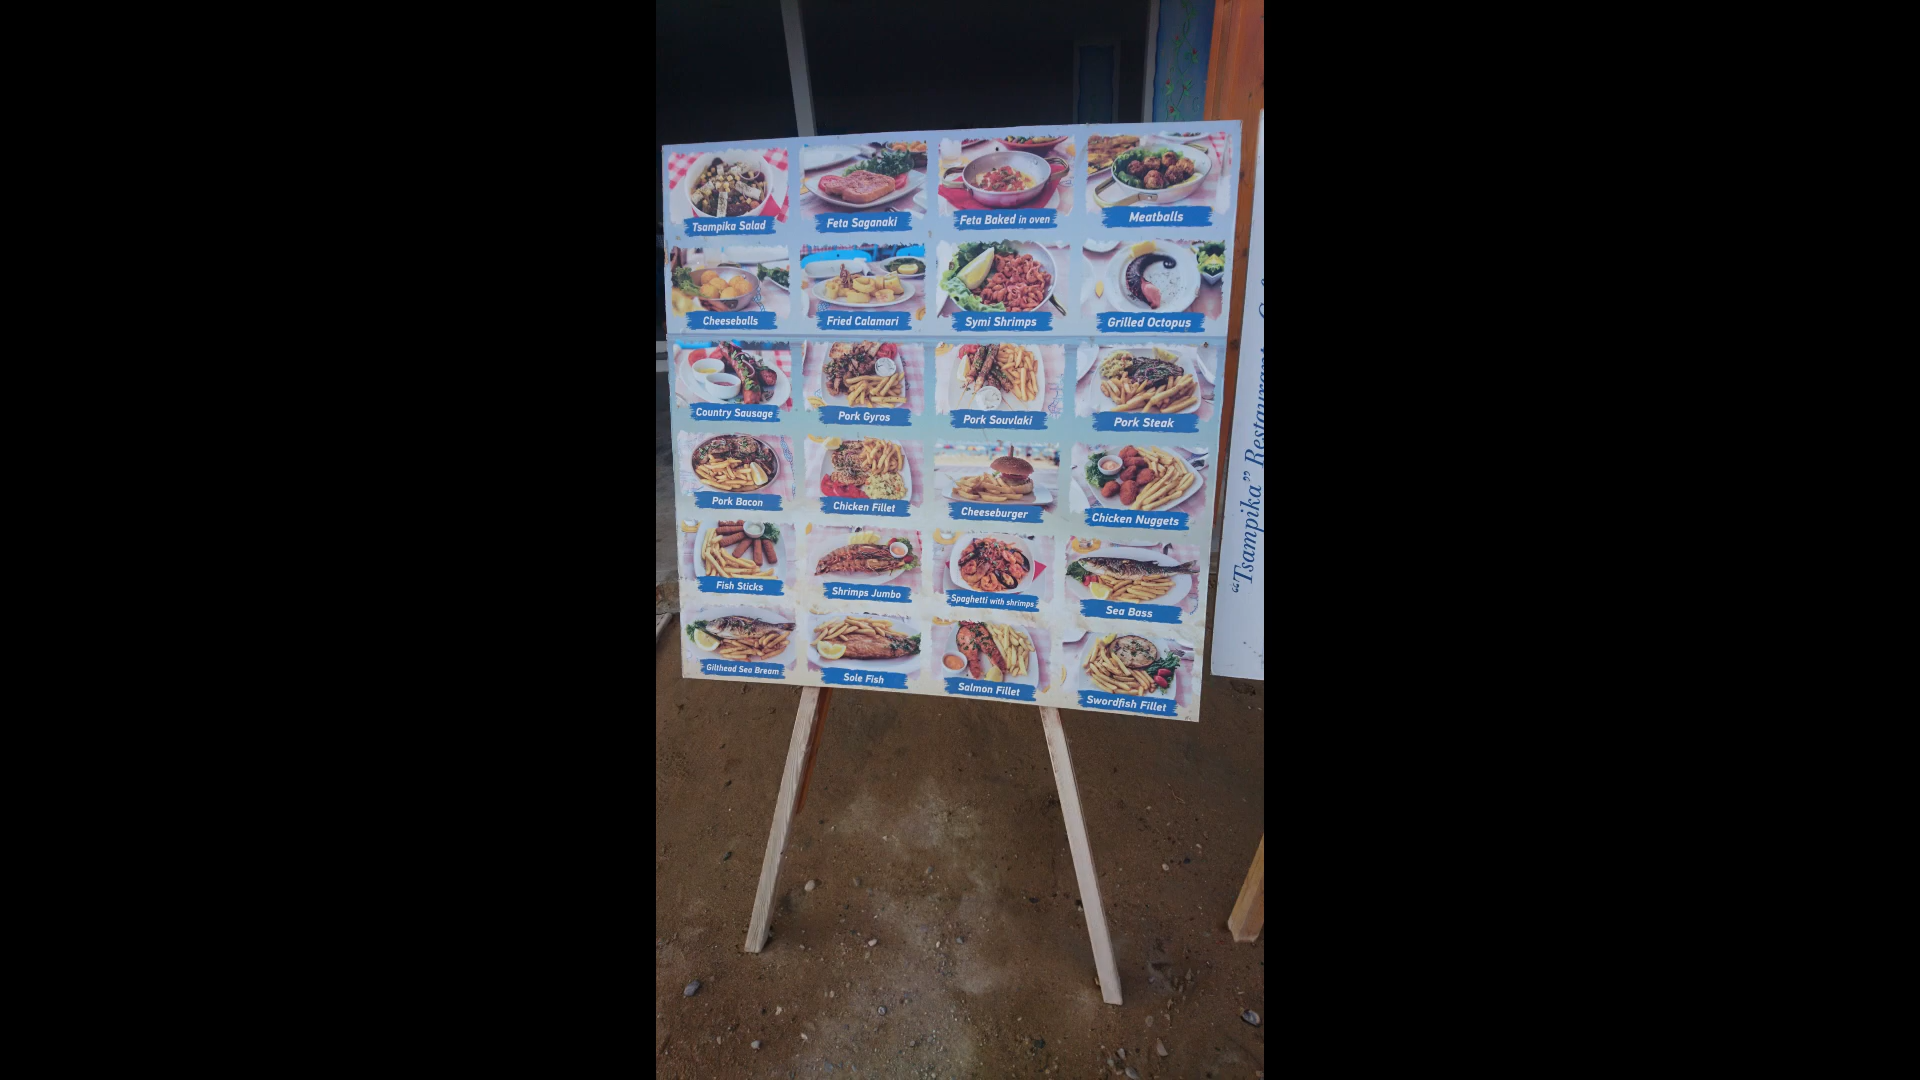 Tsampika Salad
Feta Saganaki
Feta Baked in oven
Meatballs
Cheeseballs
Fried Calamari
Symi Shrimps
Grilled Octopus
Country Sausage
Pork Gyros
Pork Souvlaki
Pork Steak
Pork Bacon
Chicken Fillet
Cheeseburger
Chicken Nuggets
Fish Sticks
Shrimps Jumbo
Spaghetti with shrimps
Sea Bass
Gilthead Sea Bream
Sole Fish
Salmon Fillet
Swordfish Fillet
“Tsampika” Restaurant